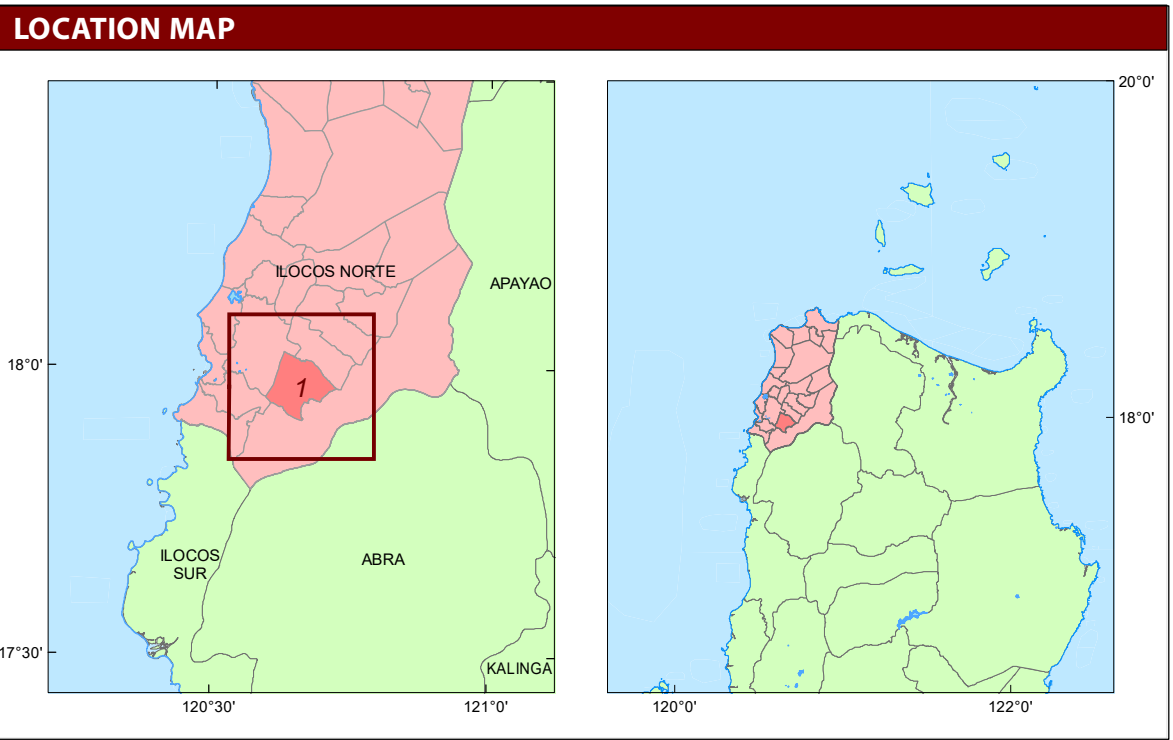 LOCATION MAP
20°0'
ILOCOS NORTE
APAYAO
18°0'
1
18°0'
ILOCOS
SUR
ABRA
17°30'
KALINGA
120°30'
121°0'
120°0'
122°0'